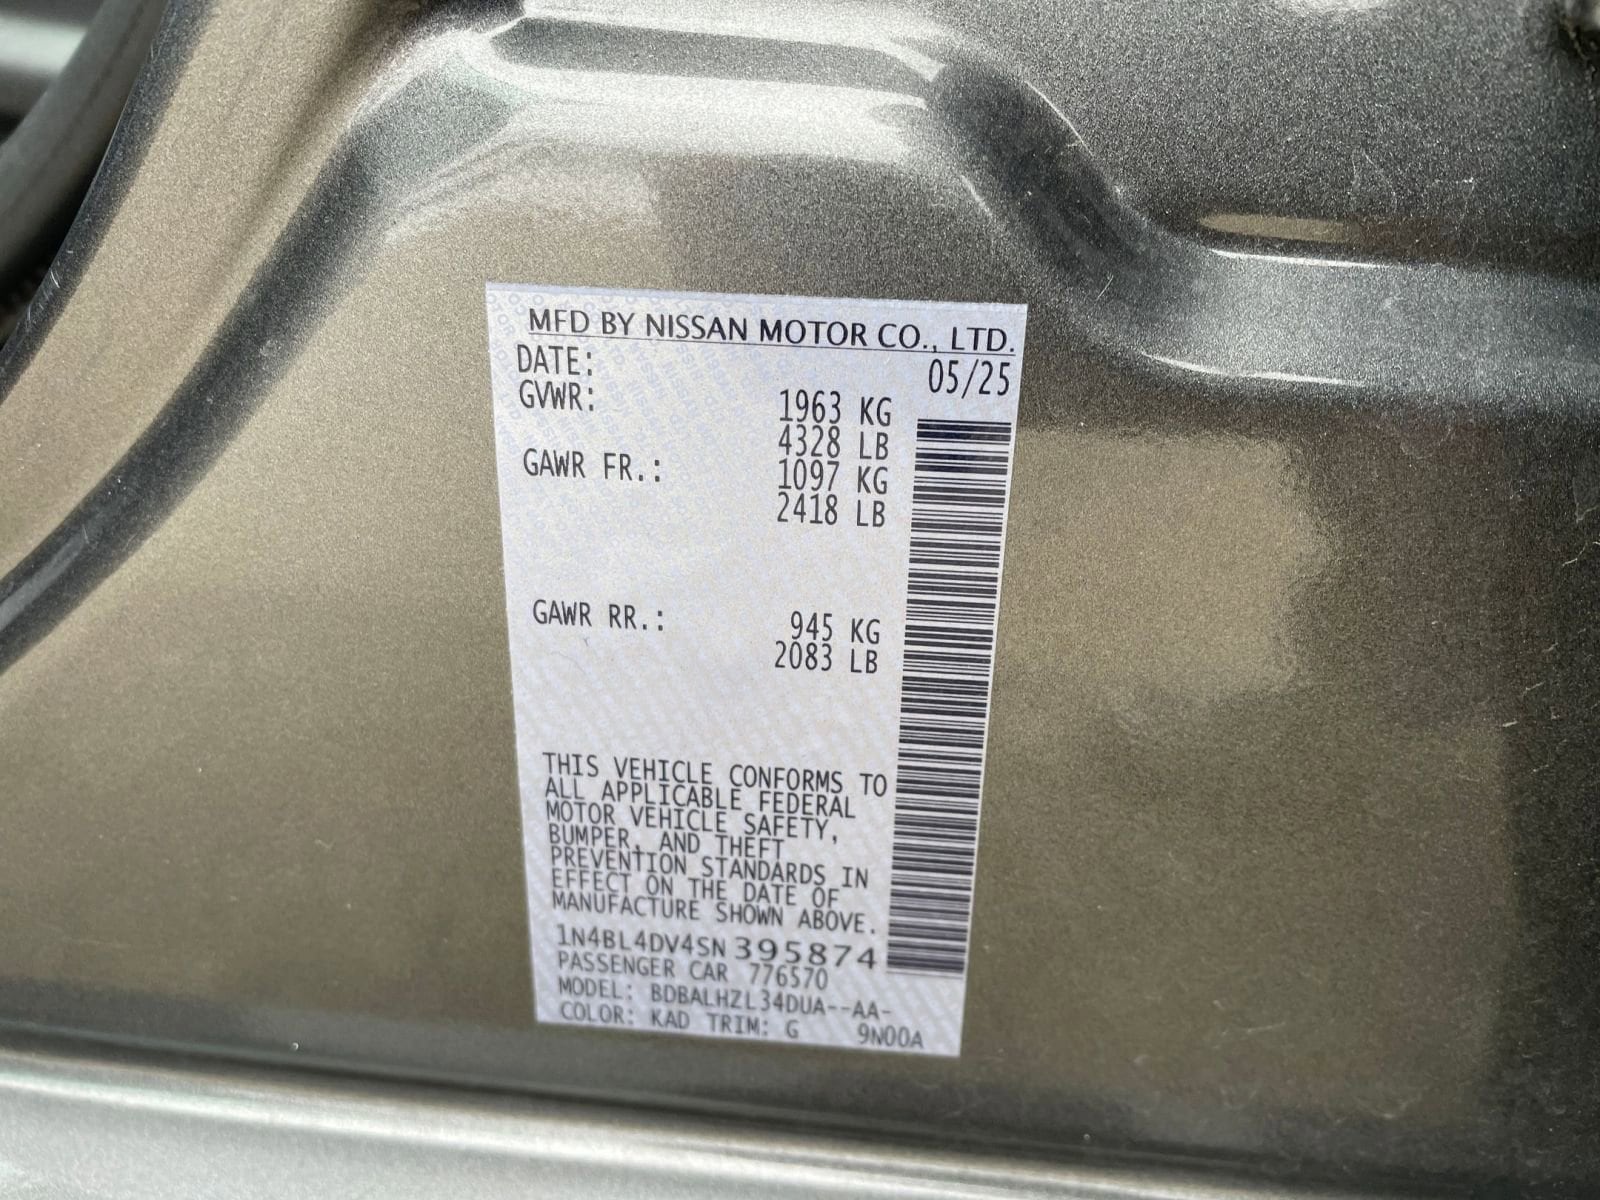 MFD BY NISSAN MOTOR CO., LTD.
DATE: 05/25
GVWR: 1963 KG
4328 LB
GAWR FR.: 1097 KG
2418 LB
GAWR RR.: 945 KG
2083 LB
THIS VEHICLE CONFORMS TO
ALL APPLICABLE FEDERAL
MOTOR VEHICLE SAFETY,
BUMPER, AND THEFT
PREVENTION STANDARDS IN
EFFECT ON THE DATE OF
MANUFACTURE SHOWN ABOVE.
1N4BL4DV4SN395874
PASSENGER CAR 776570
MODEL: BDBALHZL34DUA--AA-
COLOR: KAD TRIM: G 9N00A